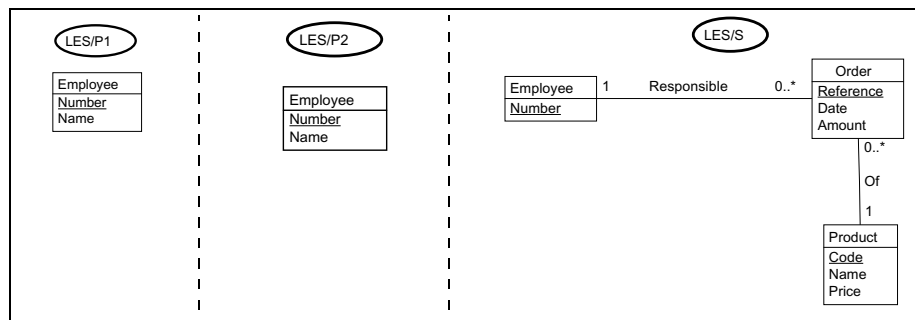 LES/P1
Employee
Number
Name
LES/P2
Employee
Number
Name
LES/S
Employee
Number
1 Responsible 0..*
Order
Reference
Date
Amount
0..*
Of
1
Product
Code
Name
Price